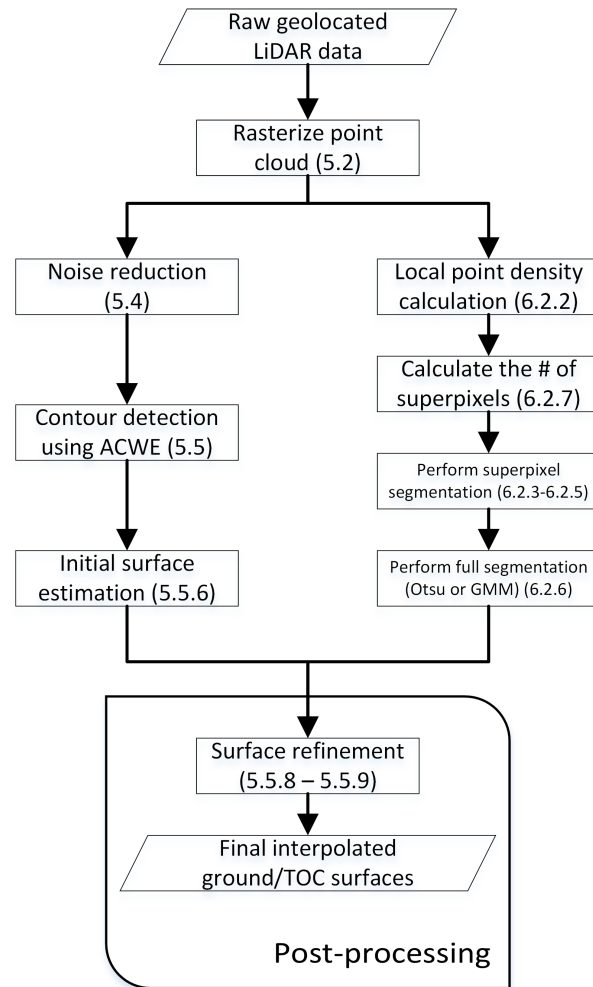 Raw geolocated
LiDAR data
Rasterize point
cloud (5.2)
Noise reduction
(5.4)
Contour detection
using ACWE (5.5)
Initial surface
estimation (5.5.6)
Local point density
calculation (6.2.2)
Calculate the # of
superpixels (6.2.7)
Perform superpixel
segmentation (6.2.3-6.2.5)
Perform full segmentation
(Otsu or GMM) (6.2.6)
Surface refinement
(5.5.8 – 5.5.9)
Final interpolated
ground/TOC surfaces
Post-processing